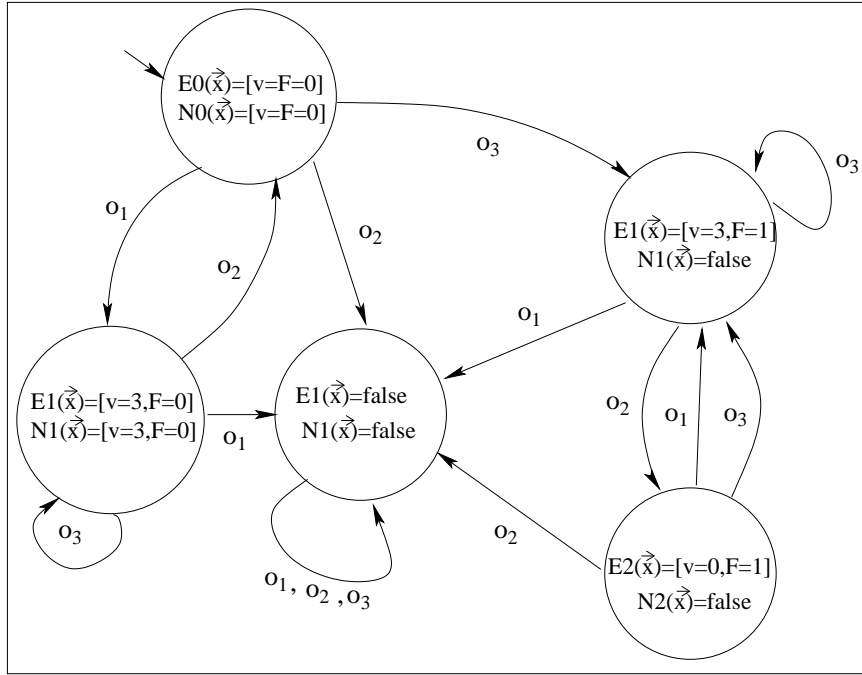 E0(x⃗)=[v=F=0]
N0(x⃗)=[v=F=0]
o₃
o₃
o₁
o₂
o₂
E1(x⃗)=[v=3,F=1]
N1(x⃗)=false
o₁
E1(x⃗)=[v=3,F=0]
N1(x⃗)=[v=3,F=0]
o₁
o₃
E1(x⃗)=false
N1(x⃗)=false
o₁, o₂ ,o₃
o₂
o₁
o₃
o₂
E2(x⃗)=[v=0,F=1]
N2(x⃗)=false